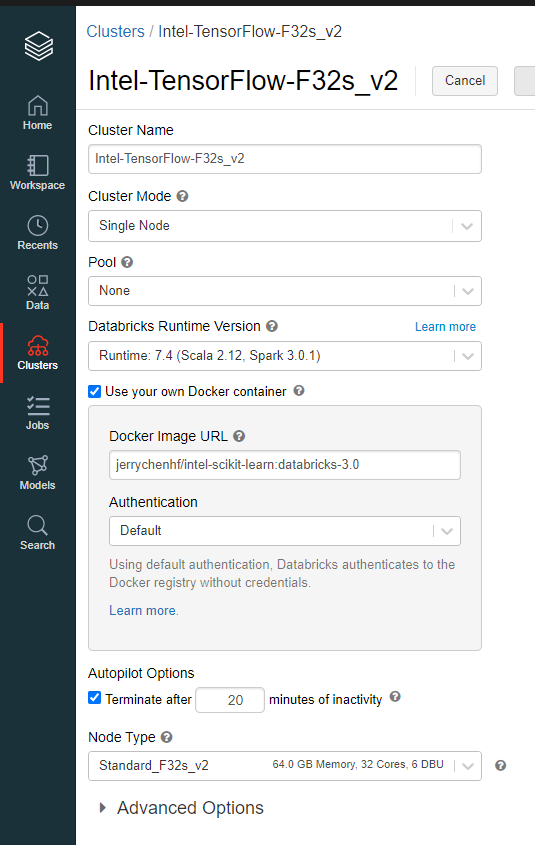 Clusters / Intel-TensorFlow-F32s_v2
Intel-TensorFlow-F32s_v2
Cancel
Home
Workspace
Recents
Data
Clusters
Jobs
Models
Search
Cluster Name
Intel-TensorFlow-F32s_v2
Cluster Mode ?
Single Node
Pool ?
None
Databricks Runtime Version ? Learn more
Runtime: 7.4 (Scala 2.12, Spark 3.0.1)
Use your own Docker container ?
Docker Image URL ?
jerrychenhf/intel-scikit-learn:databricks-3.0
Authentication
Default
Using default authentication, Databricks authenticates to the
Docker registry without credentials.
Learn more.
Autopilot Options
Terminate after 20 minutes of inactivity ?
Node Type ?
Standard_F32s_v2 64.0 GB Memory, 32 Cores, 6 DBU ?
Advanced Options